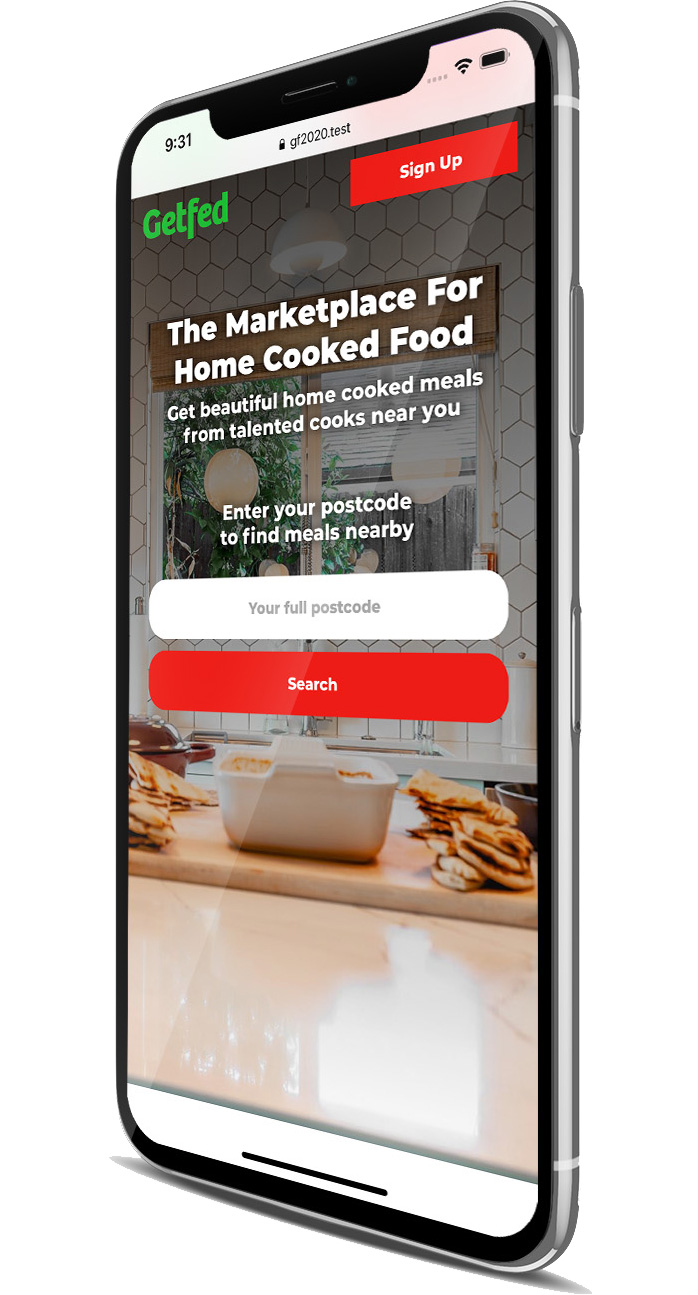 9:31
gf2020.test
Sign Up
Getfed
The Marketplace For
Home Cooked Food
Get beautiful home cooked meals
from talented cooks near you
Enter your postcode
to find meals nearby
Your full postcode
Search